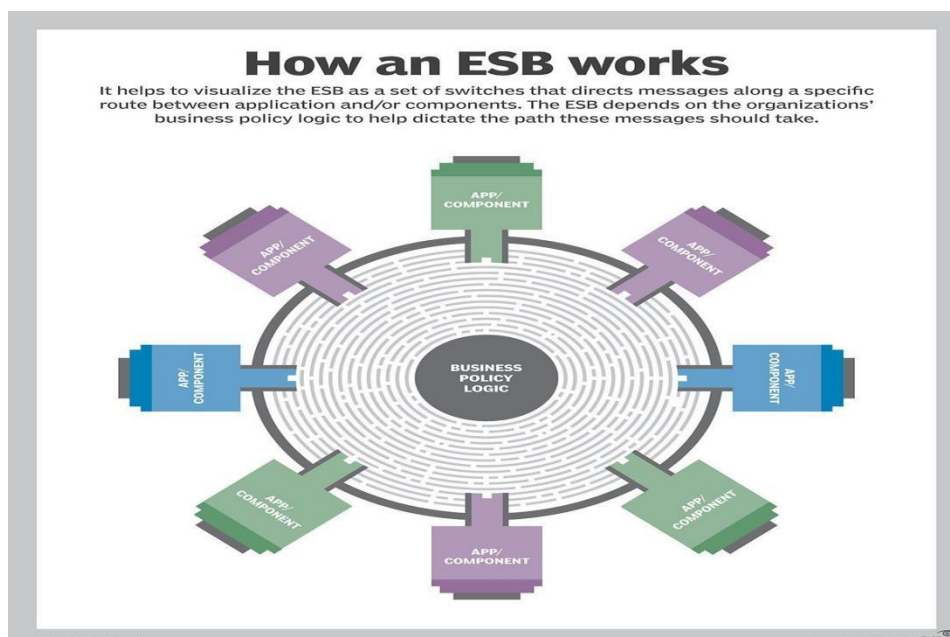 How an ESB works
It helps to visualize the ESB as a set of switches that directs messages along a specific
route between application and/or components. The ESB depends on the organizations’
business policy logic to help dictate the path these messages should take.
APP/
COMPONENT
APP/
COMPONENT
APP/
COMPONENT
APP/
COMPONENT
BUSINESS
POLICY
LOGIC
APP/
COMPONENT
APP/
COMPONENT
APP/
COMPONENT
APP/
COMPONENT